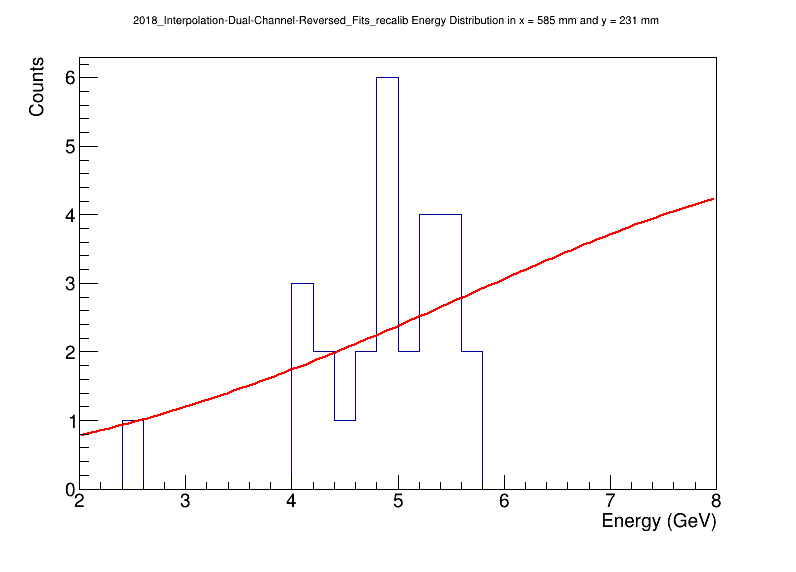 2018_Interpolation-Dual-Channel-Reversed_Fits_recalib Energy Distribution in x = 585 mm and y = 231 mm
Counts
6
5
4
3
2
1
0
2 3 4 5 6 7 8
Energy (GeV)